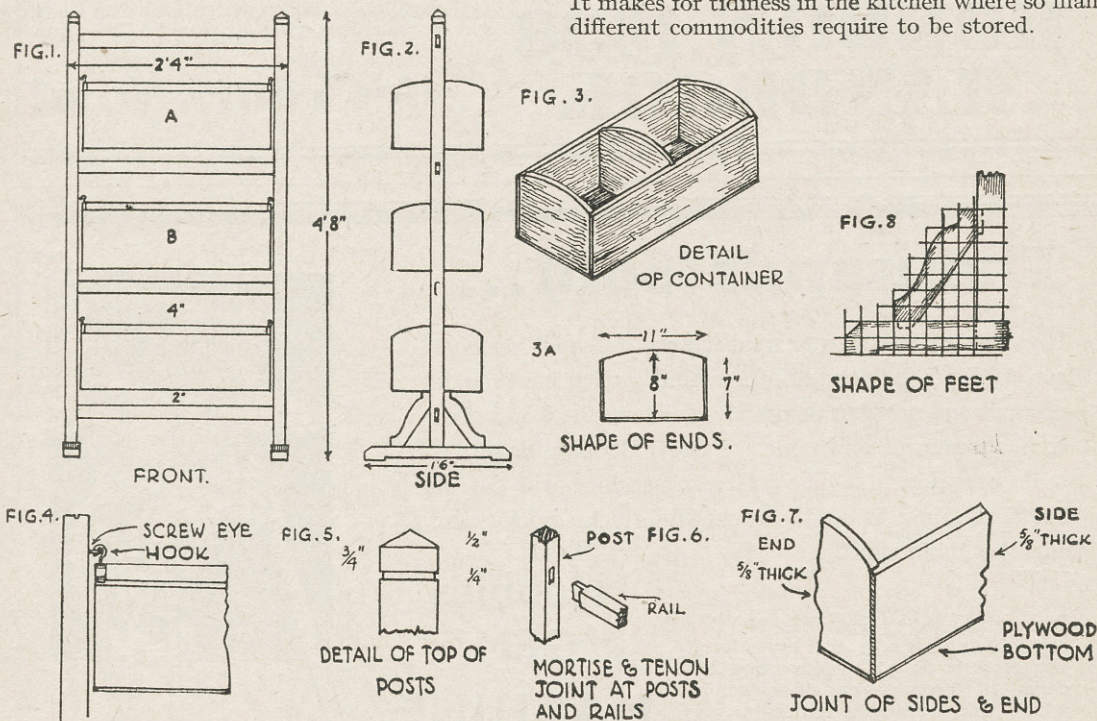 It makes for tidiness in the kitchen where so
different commodities require to be stored.
FIG.1.
2'4"
A
B
4"
2"
FRONT.
4'8"
FIG.2.
1'6"
SIDE
FIG. 3.
DETAIL
OF CONTAINER
3A
11"
8"
7"
SHAPE OF ENDS.
FIG.8
SHAPE OF FEET
FIG.4.
SCREW EYE
HOOK
FIG.5.
3/4"
1/2"
1/4"
DETAIL OF TOP OF
POSTS
POST FIG.6.
RAIL
MORTISE & TENON
JOINT AT POSTS
AND RAILS
FIG.7.
END
5/8" THICK
SIDE
5/8" THICK
PLYWOOD
BOTTOM
JOINT OF SIDES & END